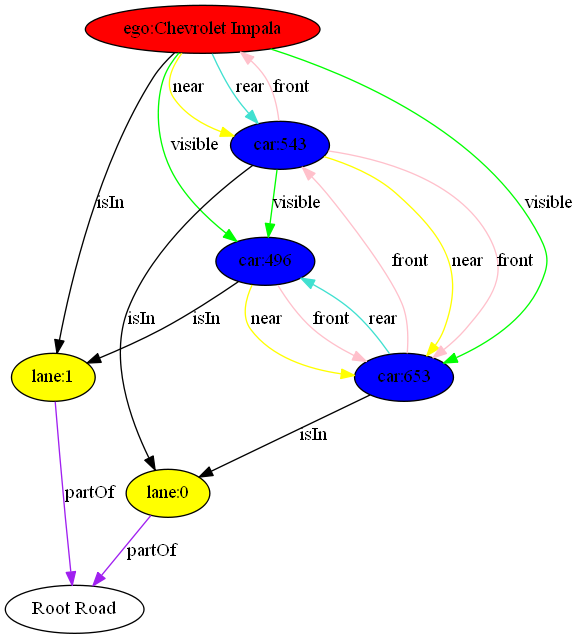 ego:Chevrolet Impala
near
rear
front
visible
car:543
isIn
visible
visible
car:496
front
near
front
isIn
isIn
near
front
rear
lane:1
car:653
isIn
partOf
lane:0
partOf
Root Road